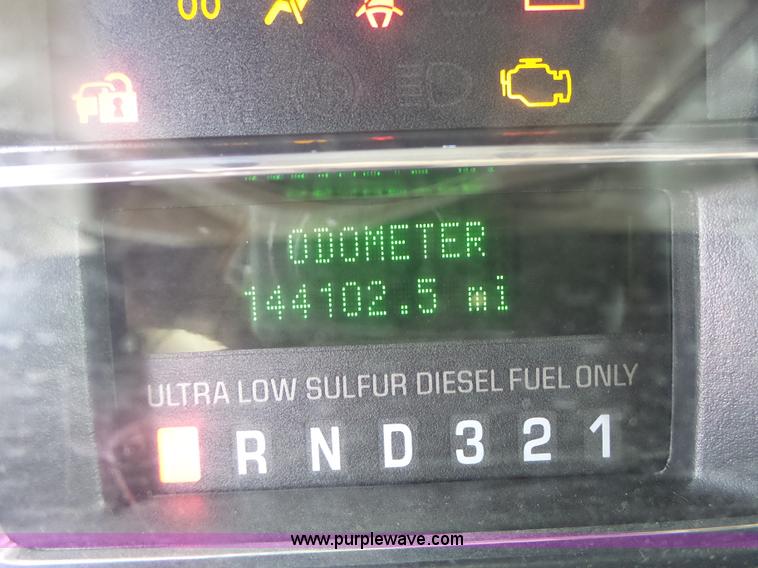 ODOMETER
144102.5 mi
ULTRA LOW SULFUR DIESEL FUEL ONLY
R N D 3 2 1
www.purplewave.com